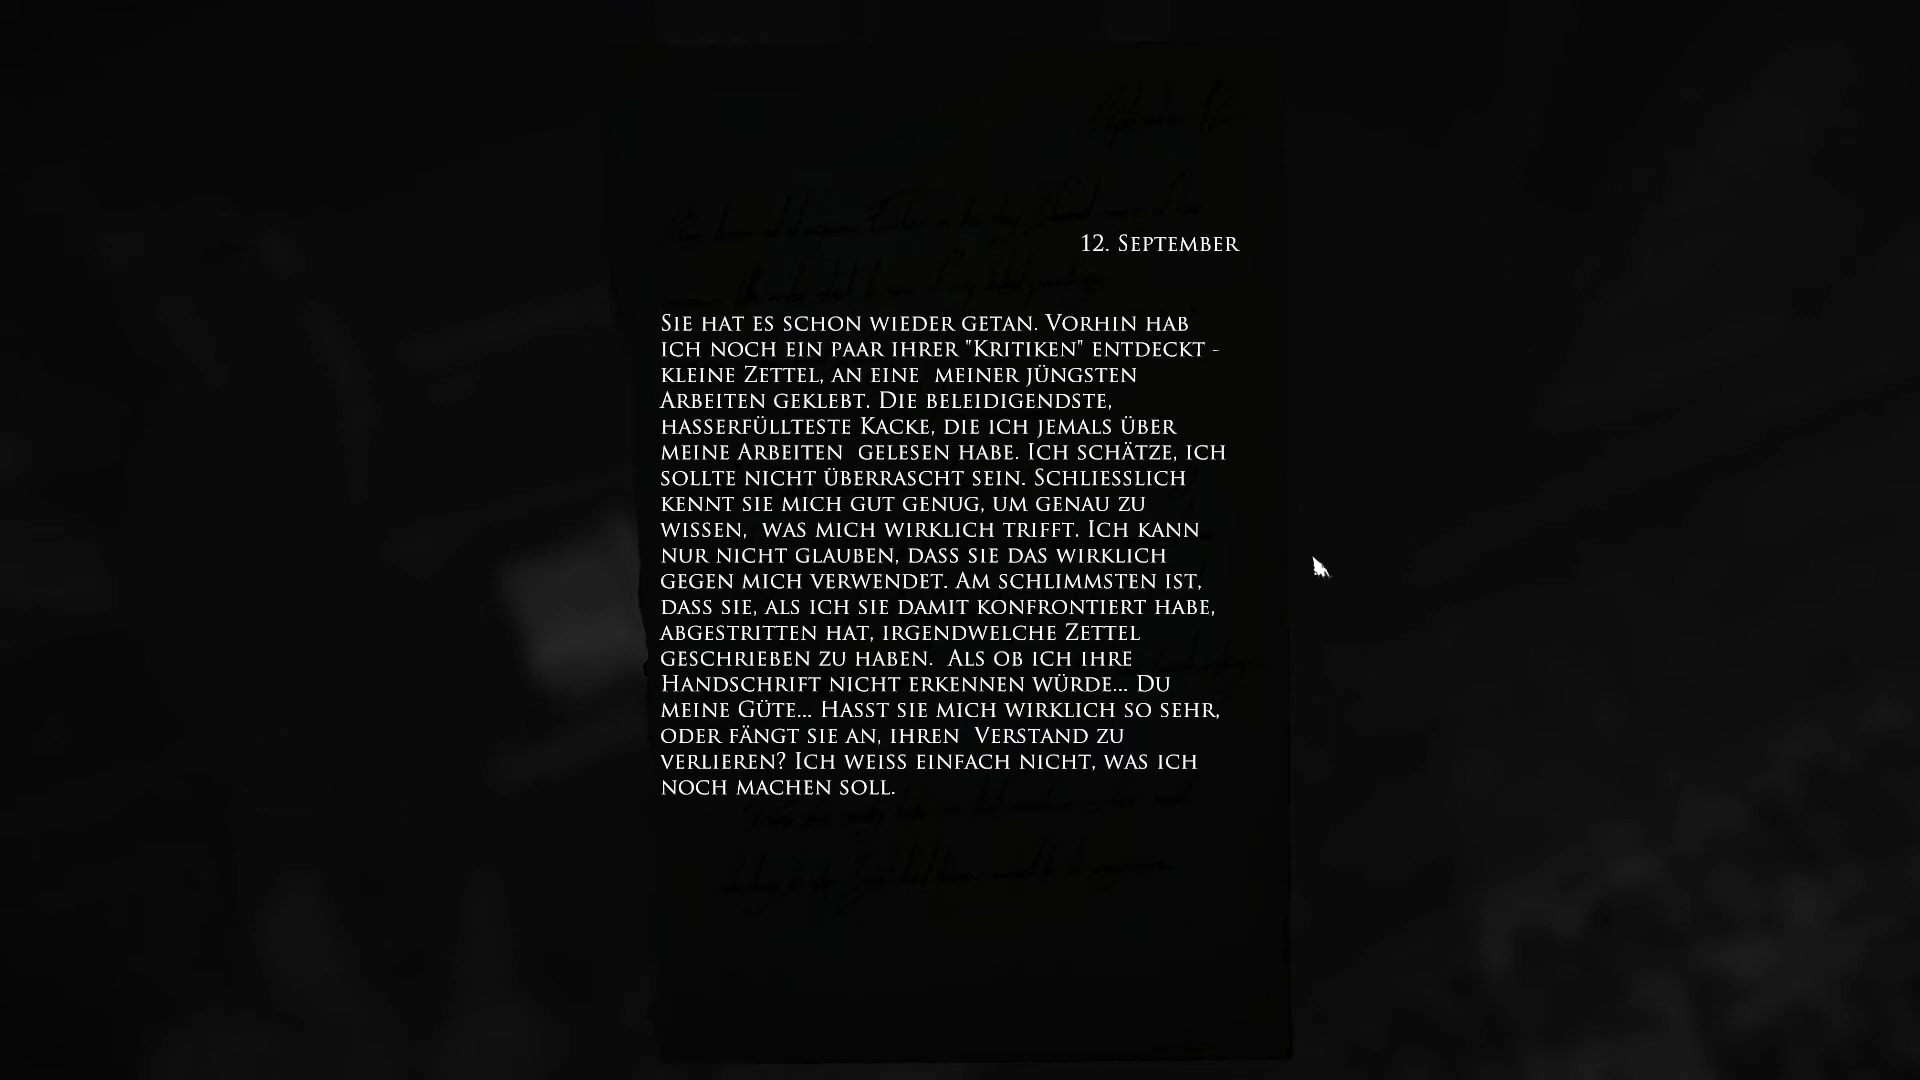 12. September
Sie hat es schon wieder getan. Vorhin hab
ich noch ein paar ihrer "Kritiken" entdeckt -
kleine Zettel, an eine  meiner jüngsten
Arbeiten geklebt. Die beleidigendste,
hasserfüllteste Kacke, die ich jemals über
meine Arbeiten  gelesen habe. Ich schätze, ich
sollte nicht überrascht sein. Schliesslich
kennt sie mich gut genug, um genau zu
wissen,  was mich wirklich trifft. Ich kann
nur nicht glauben, dass sie das wirklich
gegen mich verwendet. Am schlimmsten ist,
dass sie, als ich sie damit konfrontiert habe,
abgestritten hat, irgendwelche Zettel
geschrieben zu haben.  Als ob ich ihre
Handschrift nicht erkennen würde... Du
meine Güte... Hasst sie mich wirklich so sehr,
oder fängt sie an, ihren  Verstand zu
verlieren? Ich weiss einfach nicht, was ich
noch machen soll.